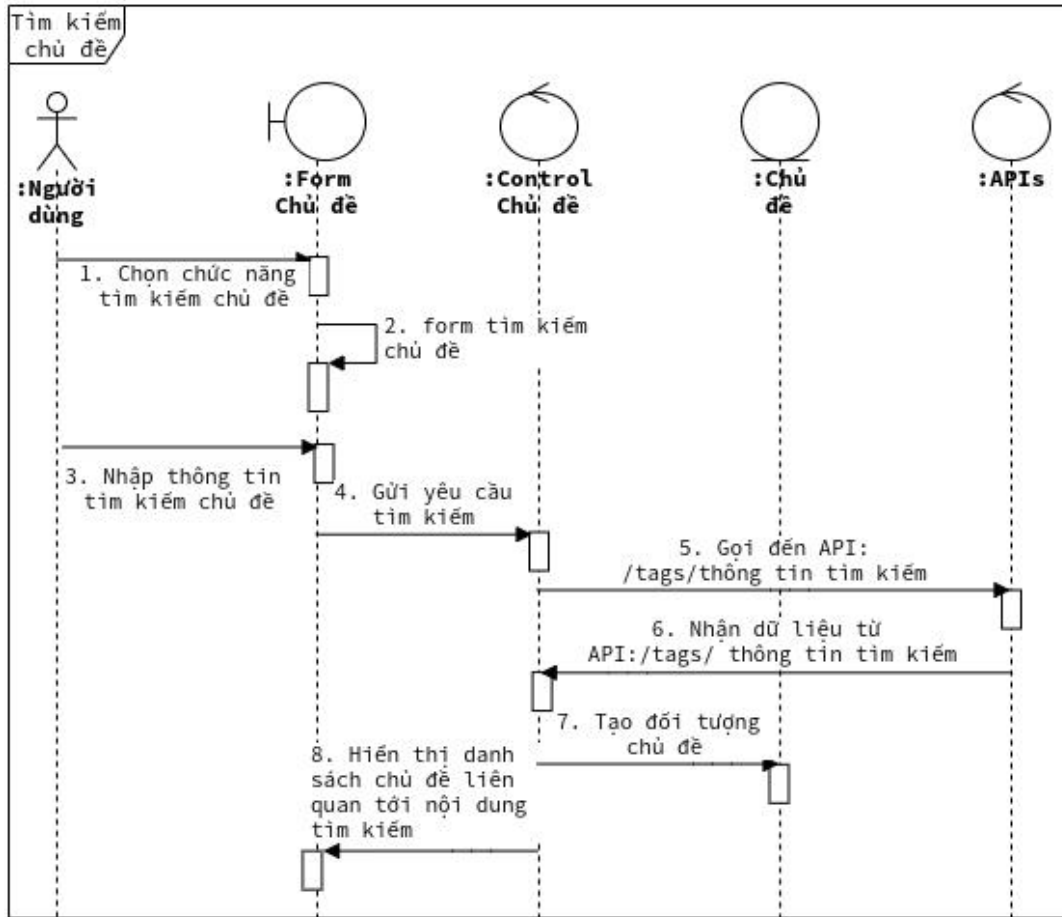 Tìm kiếm
chủ đề
:Người
dùng
:Form
Chủ đề
:Control
Chủ đề
:Chủ
đề
:APIs
1. Chọn chức năng
tìm kiếm chủ đề
2. form tìm kiếm
chủ đề
3. Nhập thông tin
tìm kiếm chủ đề
4. Gửi yêu cầu
tìm kiếm
5. Gọi đến API:
/tags/thông tin tìm kiếm
6. Nhận dữ liệu từ
API:/tags/ thông tin tìm kiếm
7. Tạo đối tượng
chủ đề
8. Hiển thị danh
sách chủ đề liên
quan tới nội dung
tìm kiếm